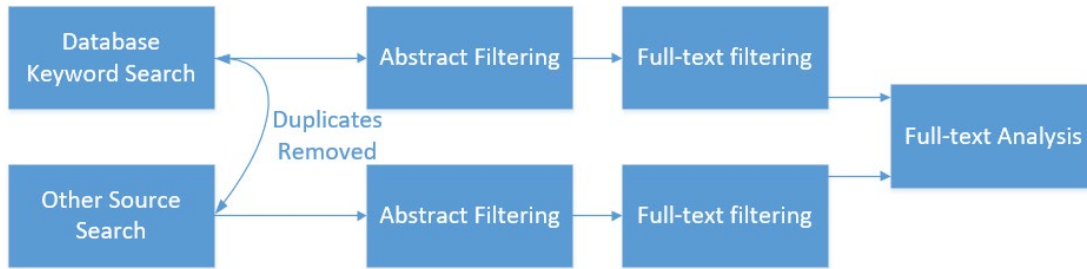 Database
Keyword Search
Abstract Filtering
Full-text filtering
Duplicates
Removed
Full-text Analysis
Other Source
Search
Abstract Filtering
Full-text filtering